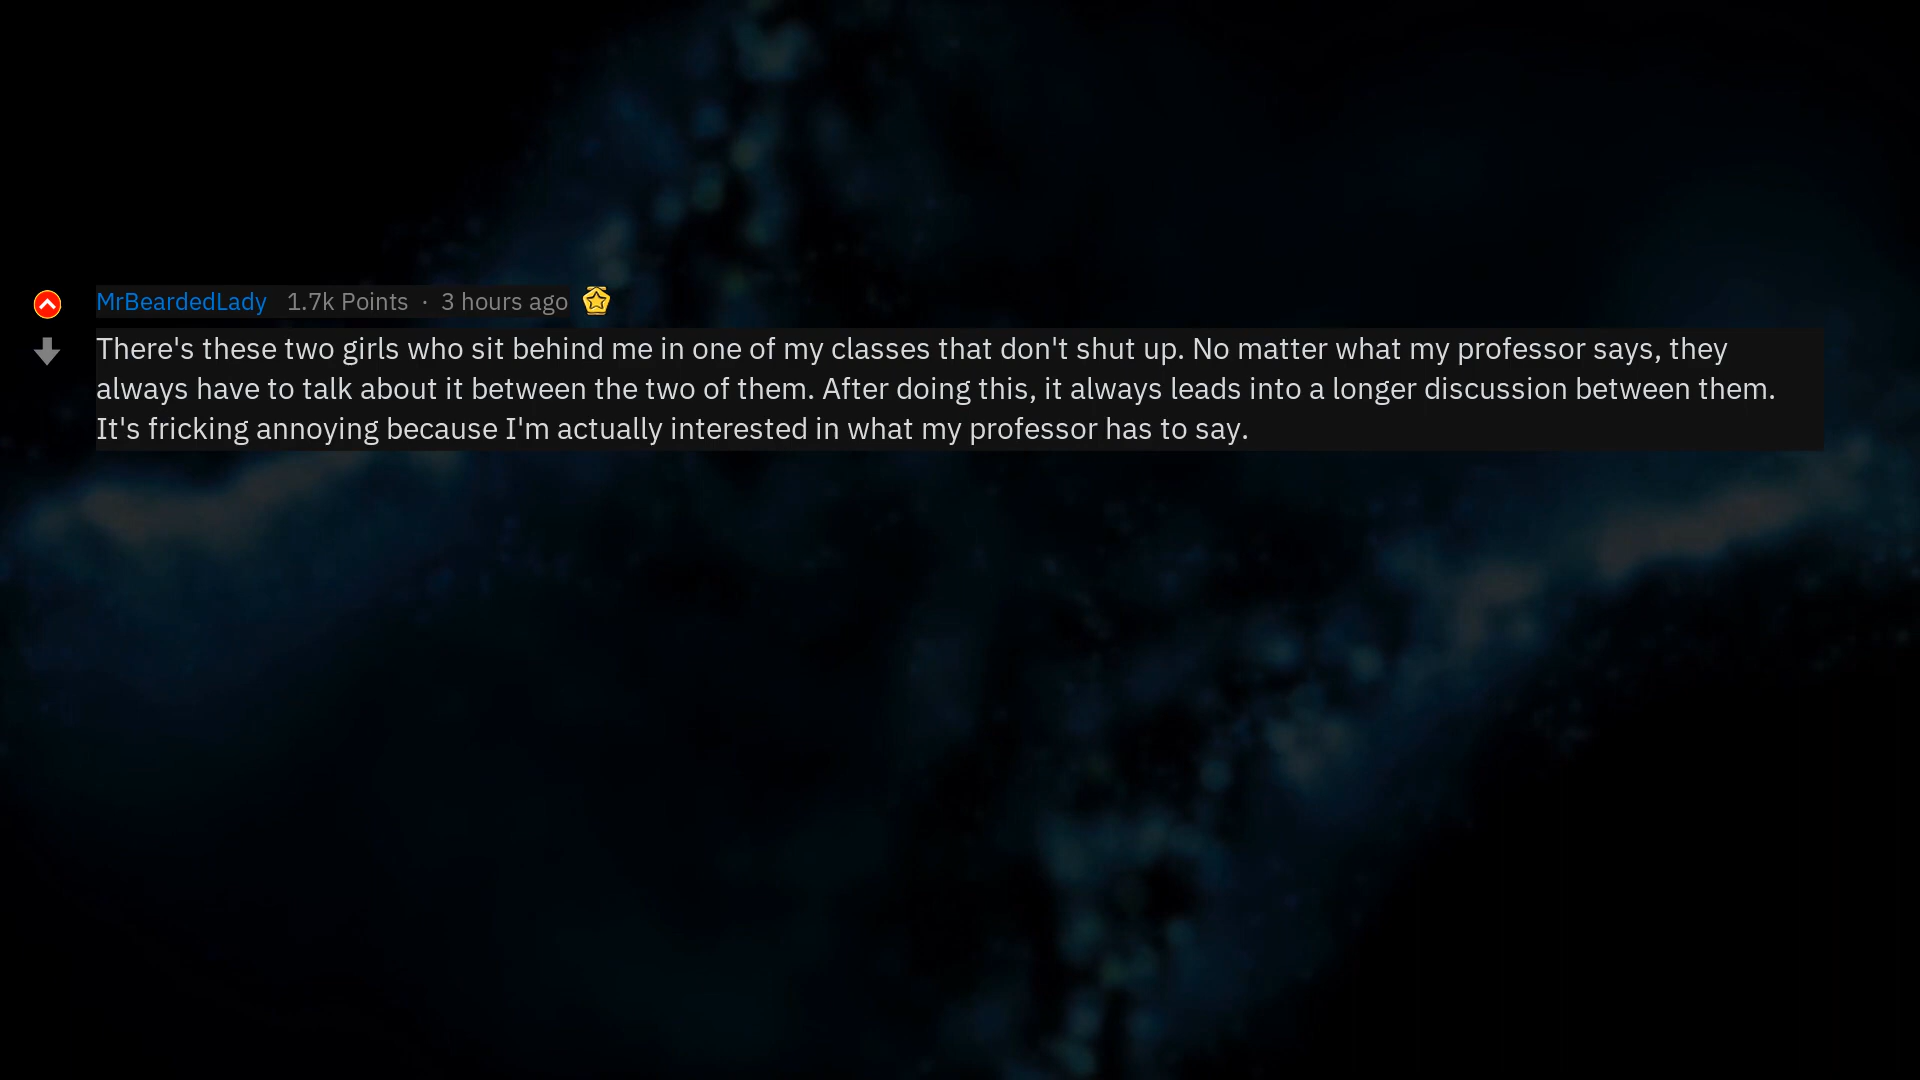 MrBeardedLady 1.7k Points · 3 hours ago
There's these two girls who sit behind me in one of my classes that don't shut up. No matter what my professor says, they
always have to talk about it between the two of them. After doing this, it always leads into a longer discussion between them.
It's fricking annoying because I'm actually interested in what my professor has to say.